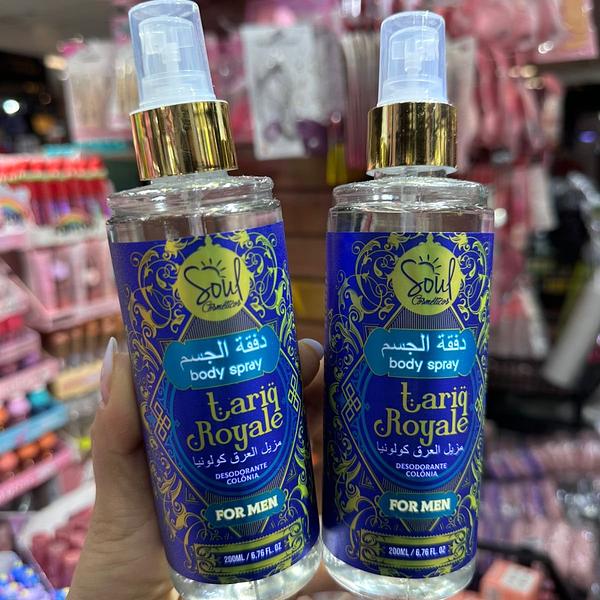 Soul
Cosméticos
دفقة الجسم
body spray
tariq
Royale
مزيل العرق كولونيا
DESODORANTE
COLÔNIA
FOR MEN
200ML / 6,76 FL. OZ
Soul
Cosméticos
دفقة الجسم
body spray
tariq
Royale
مزيل العرق كولونيا
DESODORANTE
COLÔNIA
FOR MEN
200ML / 6,76 FL. OZ